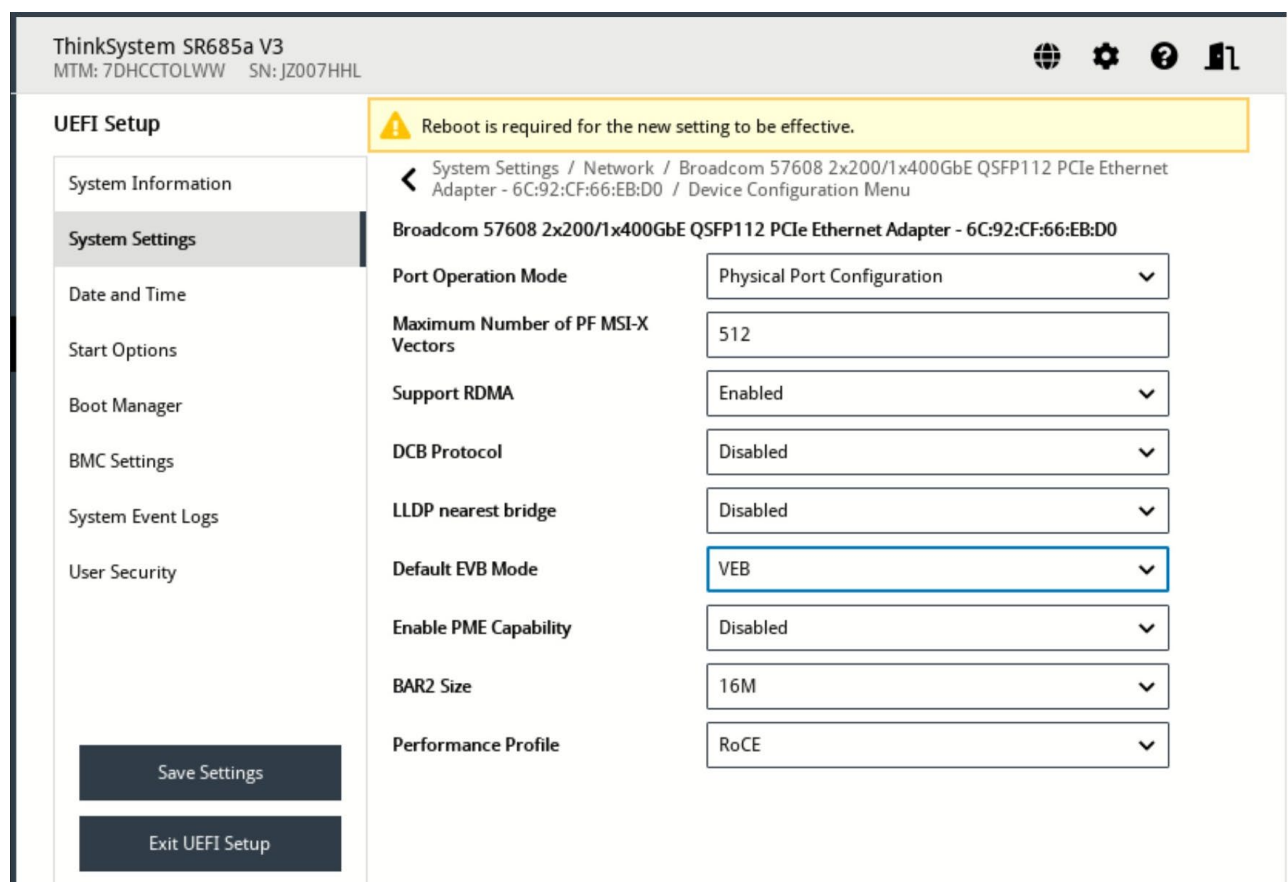 ThinkSystem SR685a V3
MTM: 7DHCCTOLWW SN: JZ007HHL
UEFI Setup
System Information
System Settings
Date and Time
Start Options
Boot Manager
BMC Settings
System Event Logs
User Security
Save Settings
Exit UEFI Setup
Reboot is required for the new setting to be effective.
System Settings / Network / Broadcom 57608 2x200/1x400GbE QSFP112 PCIe Ethernet
Adapter - 6C:92:CF:66:EB:D0 / Device Configuration Menu
Broadcom 57608 2x200/1x400GbE QSFP112 PCIe Ethernet Adapter - 6C:92:CF:66:EB:D0
Port Operation Mode Physical Port Configuration
Maximum Number of PF MSI-X
Vectors 512
Support RDMA Enabled
DCB Protocol Disabled
LLDP nearest bridge Disabled
Default EVB Mode VEB
Enable PME Capability Disabled
BAR2 Size 16M
Performance Profile RoCE